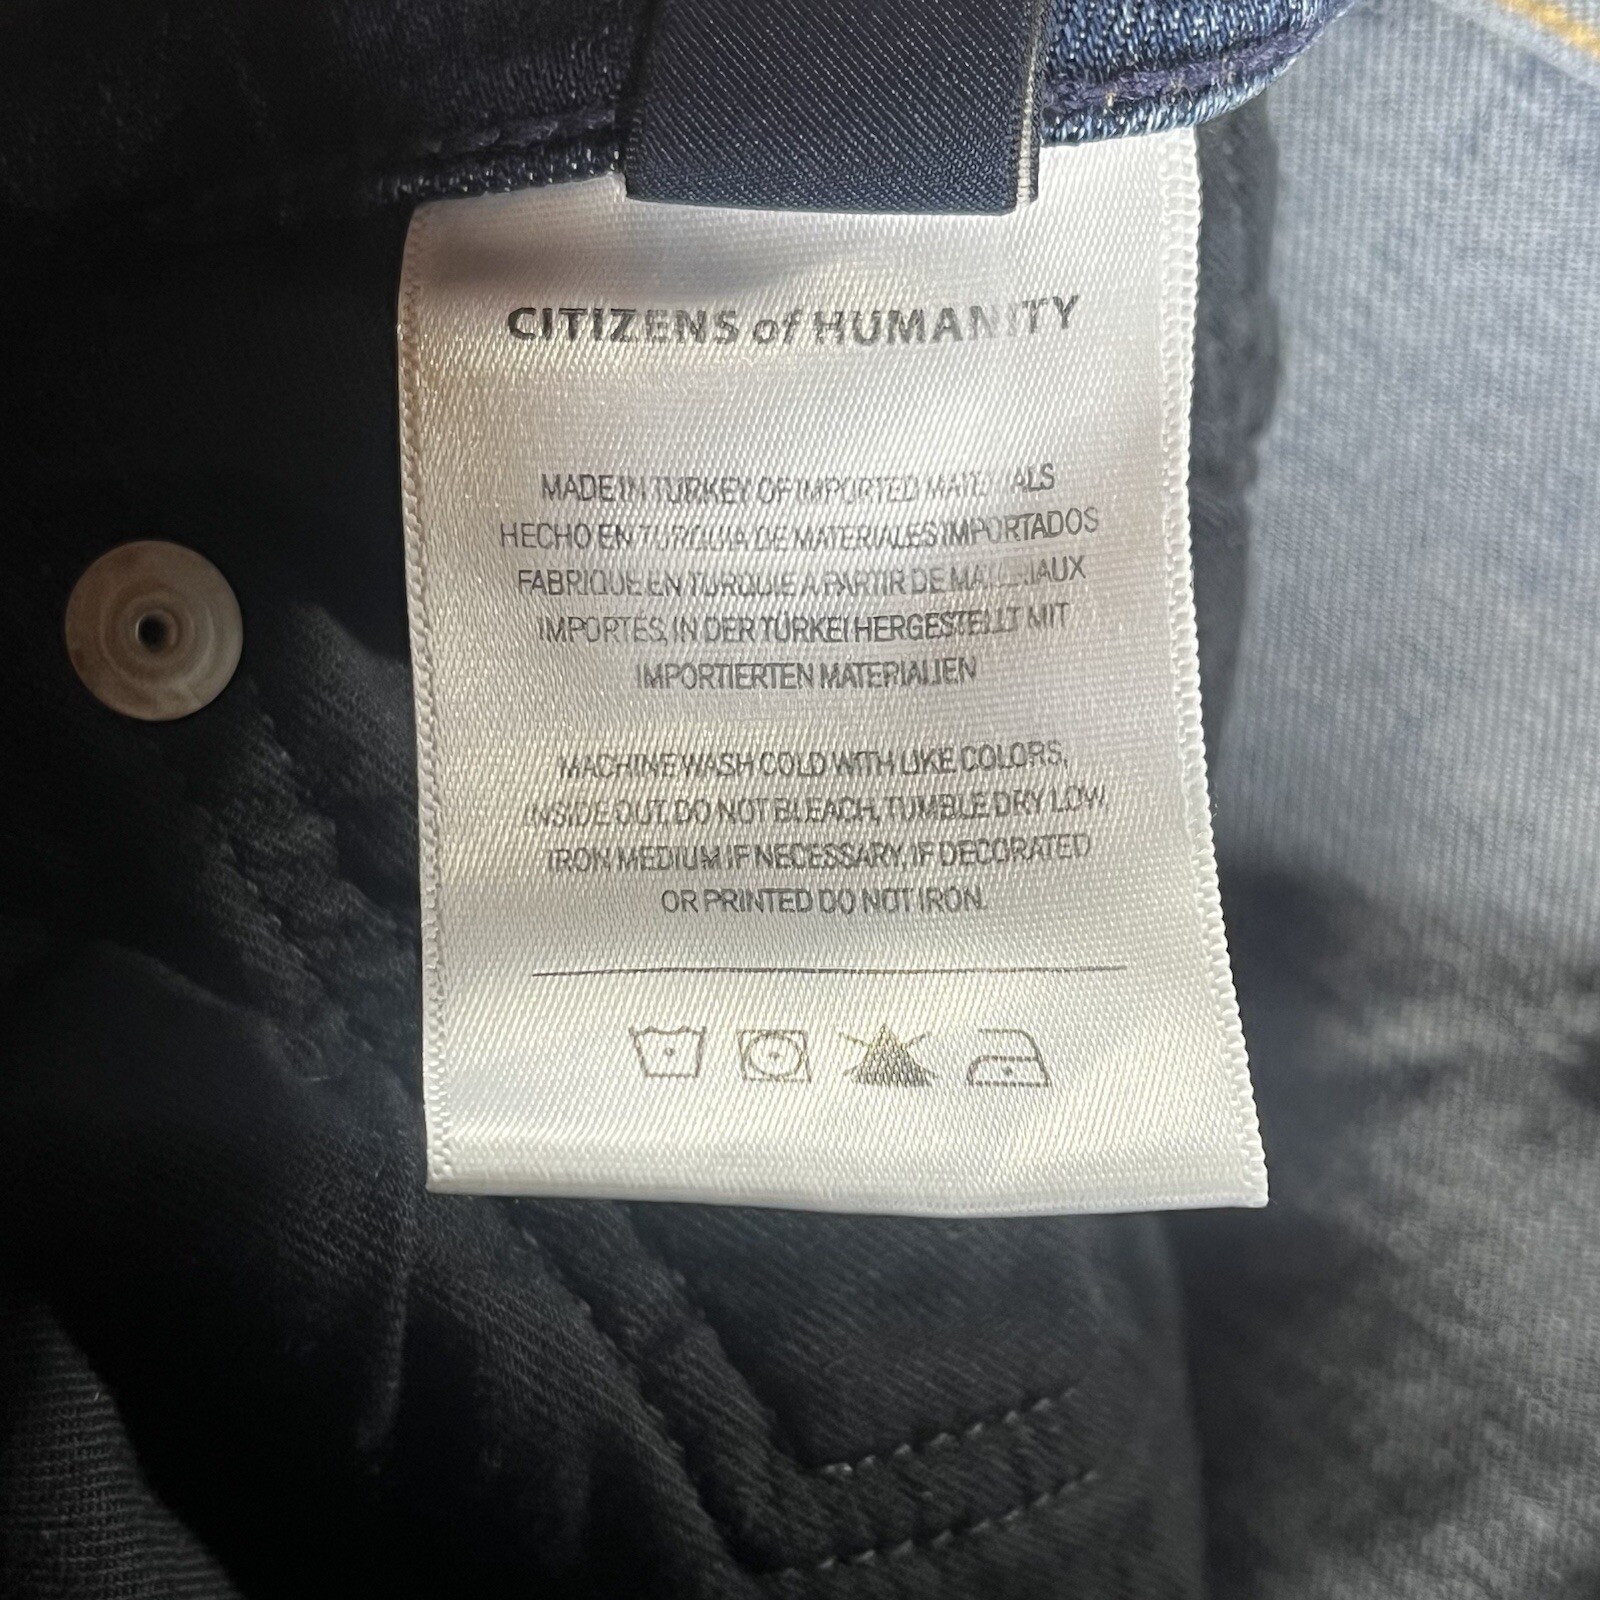 CITIZENS of HUMANITY
MADE IN TURKEY OF IMPORTED MATERIALS
HECHO EN TURQUIA DE MATERIALES IMPORTADOS
FABRIQUE EN TURQUIE A PARTIR DE MATERIAUX
IMPORTES, IN DER TÜRKEI HERGESTELLT MIT
IMPORTIERTEN MATERIALIEN
MACHINE WASH COLD WITH LIKE COLORS,
INSIDE OUT, DO NOT BLEACH, TUMBLE DRY LOW,
IRON MEDIUM IF NECESSARY, IF DECORATED
OR PRINTED DO NOT IRON.